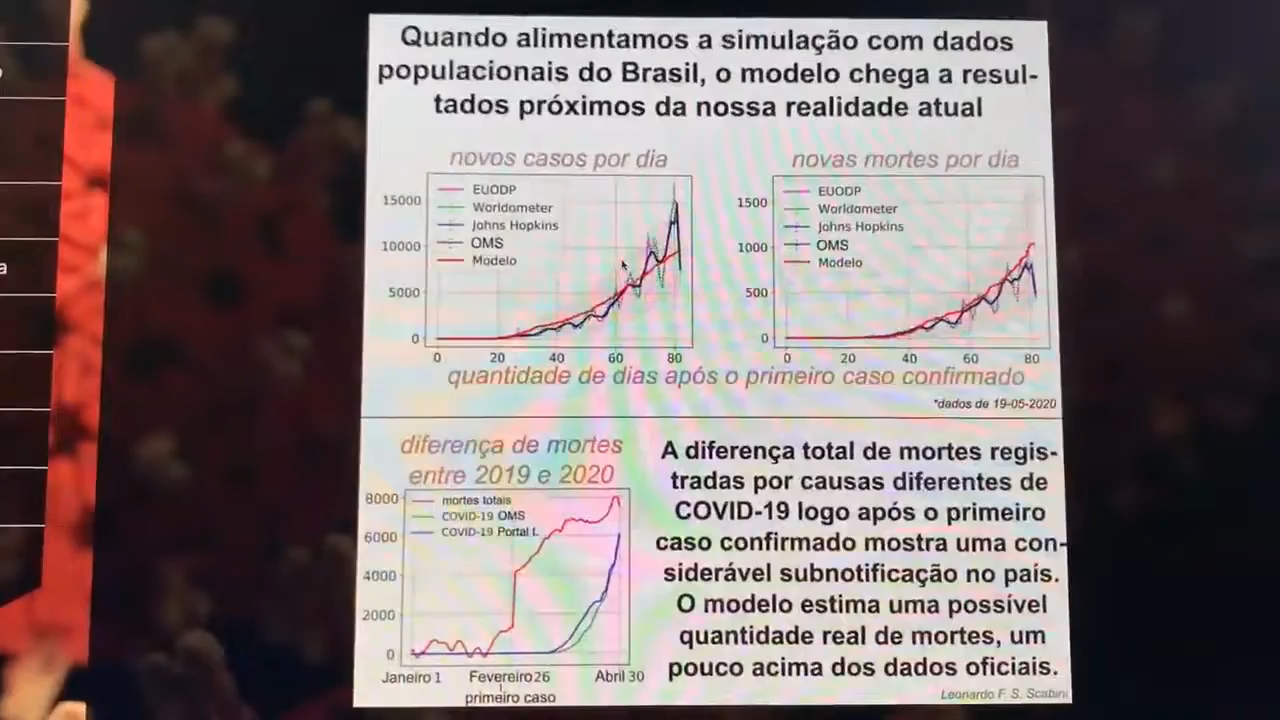 Quando alimentamos a simulação com dados
populacionais do Brasil, o modelo chega a resul-
tados próximos da nossa realidade atual
novos casos por dia
EUODP
Worldometer
Johns Hopkins
OMS
Modelo
15000
10000
5000
0
0 20 40 60 80
novas mortes por dia
EUODP
Worldometer
Johns Hopkins
OMS
Modelo
1500
1000
500
0
0 20 40 60 80
quantidade de dias após o primeiro caso confirmado
*dados de 19-05-2020
diferença de mortes
entre 2019 e 2020
mortes totais
COVID-19 OMS
COVID-19 Portal t.
8000
6000
4000
2000
0
Janeiro 1 Fevereiro 26 Abril 30
primeiro caso
A diferença total de mortes regis-
tradas por causas diferentes de
COVID-19 logo após o primeiro
caso confirmado mostra uma con-
siderável subnotificação no país.
O modelo estima uma possível
quantidade real de mortes, um
pouco acima dos dados oficiais.
Leonardo F. S. Scabini
a